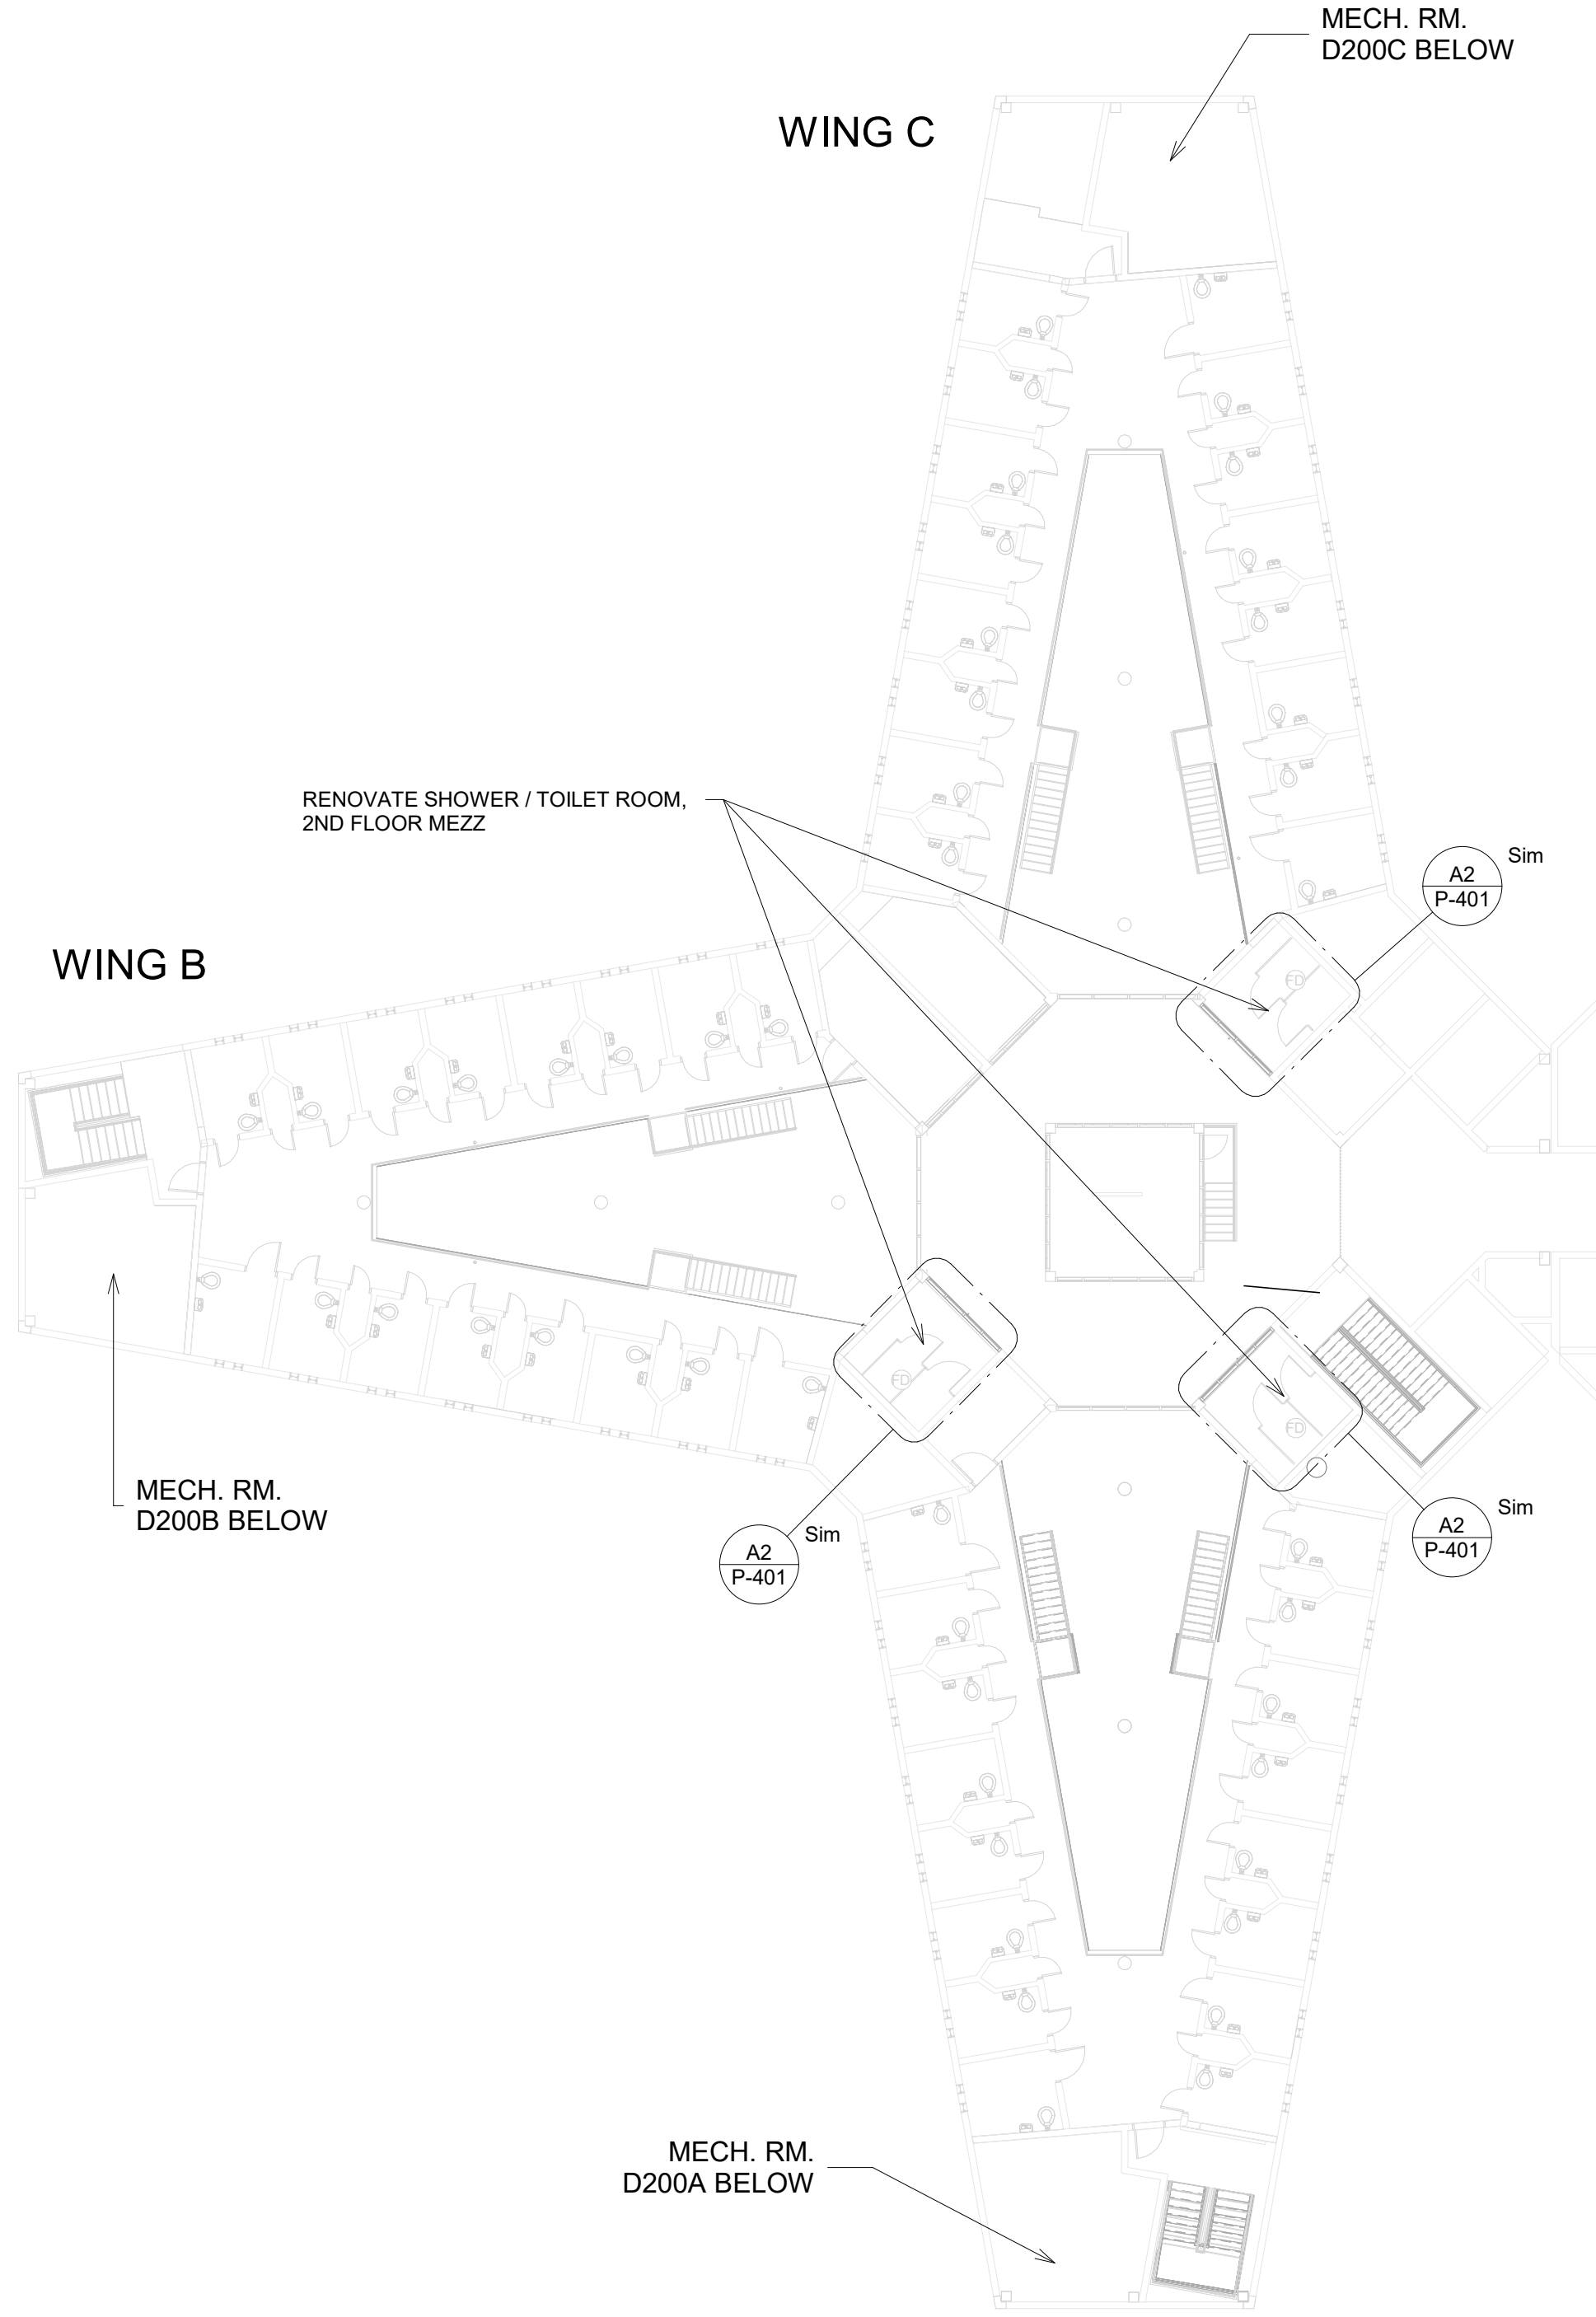 MECH. RM.
D200C BELOW
WING C
RENOVATE SHOWER / TOILET ROOM,
2ND FLOOR MEZZ
Sim
A2
P-401
WING B
FD
FD
FD
MECH. RM.
D200B BELOW
Sim
A2
P-401
Sim
A2
P-401
MECH. RM.
D200A BELOW